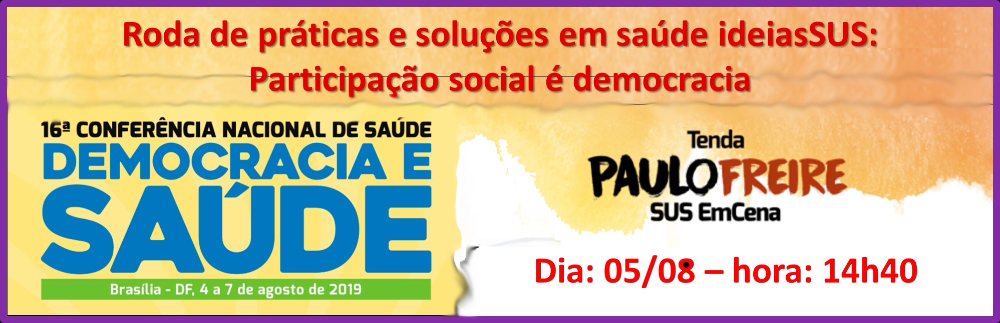 Roda de práticas e soluções em saúde ideiasSUS:
Participação social é democracia
16ª CONFERÊNCIA NACIONAL DE SAÚDE
DEMOCRACIA E
SAÚDE
Brasília - DF, 4 a 7 de agosto de 2019
Tenda
PAULO FREIRE
SUS EmCena
Dia: 05/08 – hora: 14h40